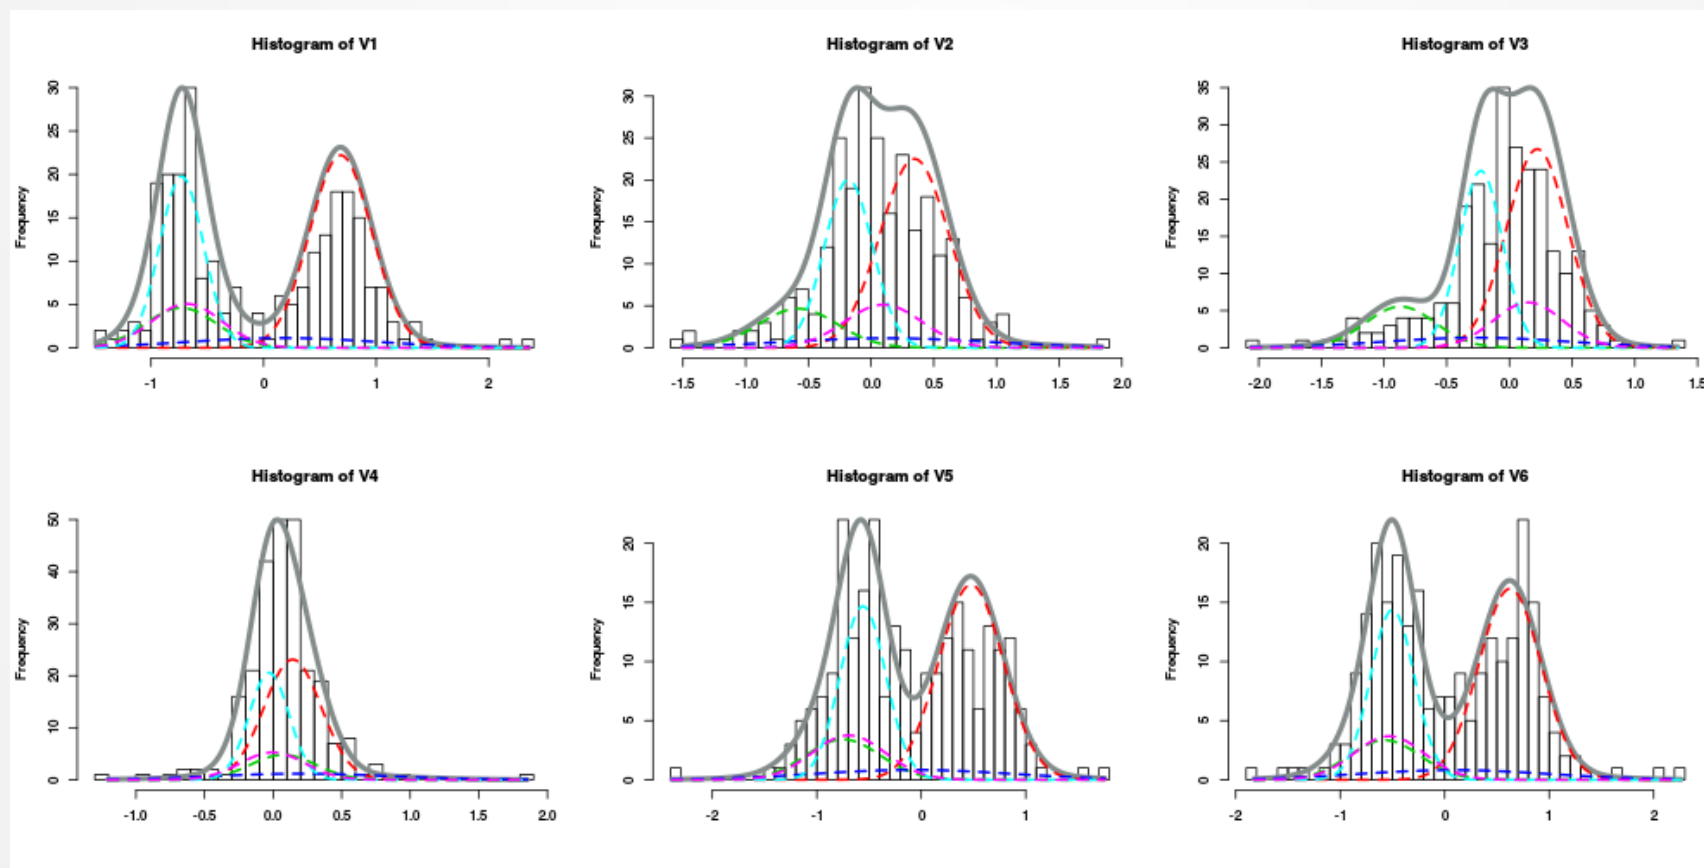 Histogram of V1
Histogram of V2
Histogram of V3
Frequency
0 5 10 15 20 25 30
-1 0 1 2
Frequency
0 5 10 15 20 25 30
-1.5 -1.0 -0.5 0.0 0.5 1.0 1.5 2.0
Frequency
0 5 10 15 20 25 30 35
-2.0 -1.5 -1.0 -0.5 0.0 0.5 1.0 1.5
Histogram of V4
Histogram of V5
Histogram of V6
Frequency
0 10 20 30 40 50
-1.0 -0.5 0.0 0.5 1.0 1.5 2.0
Frequency
0 5 10 15 20
-2 -1 0 1
Frequency
0 5 10 15 20
-2 -1 0 1 2